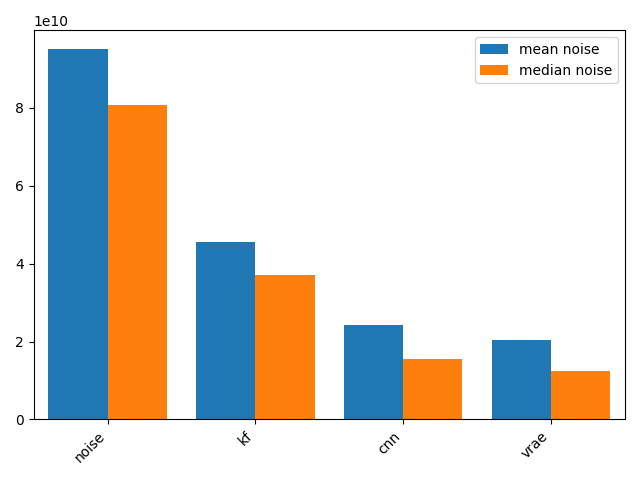 1e10
mean noise
median noise
8
6
4
2
0
noise
kf
cnn
vrae